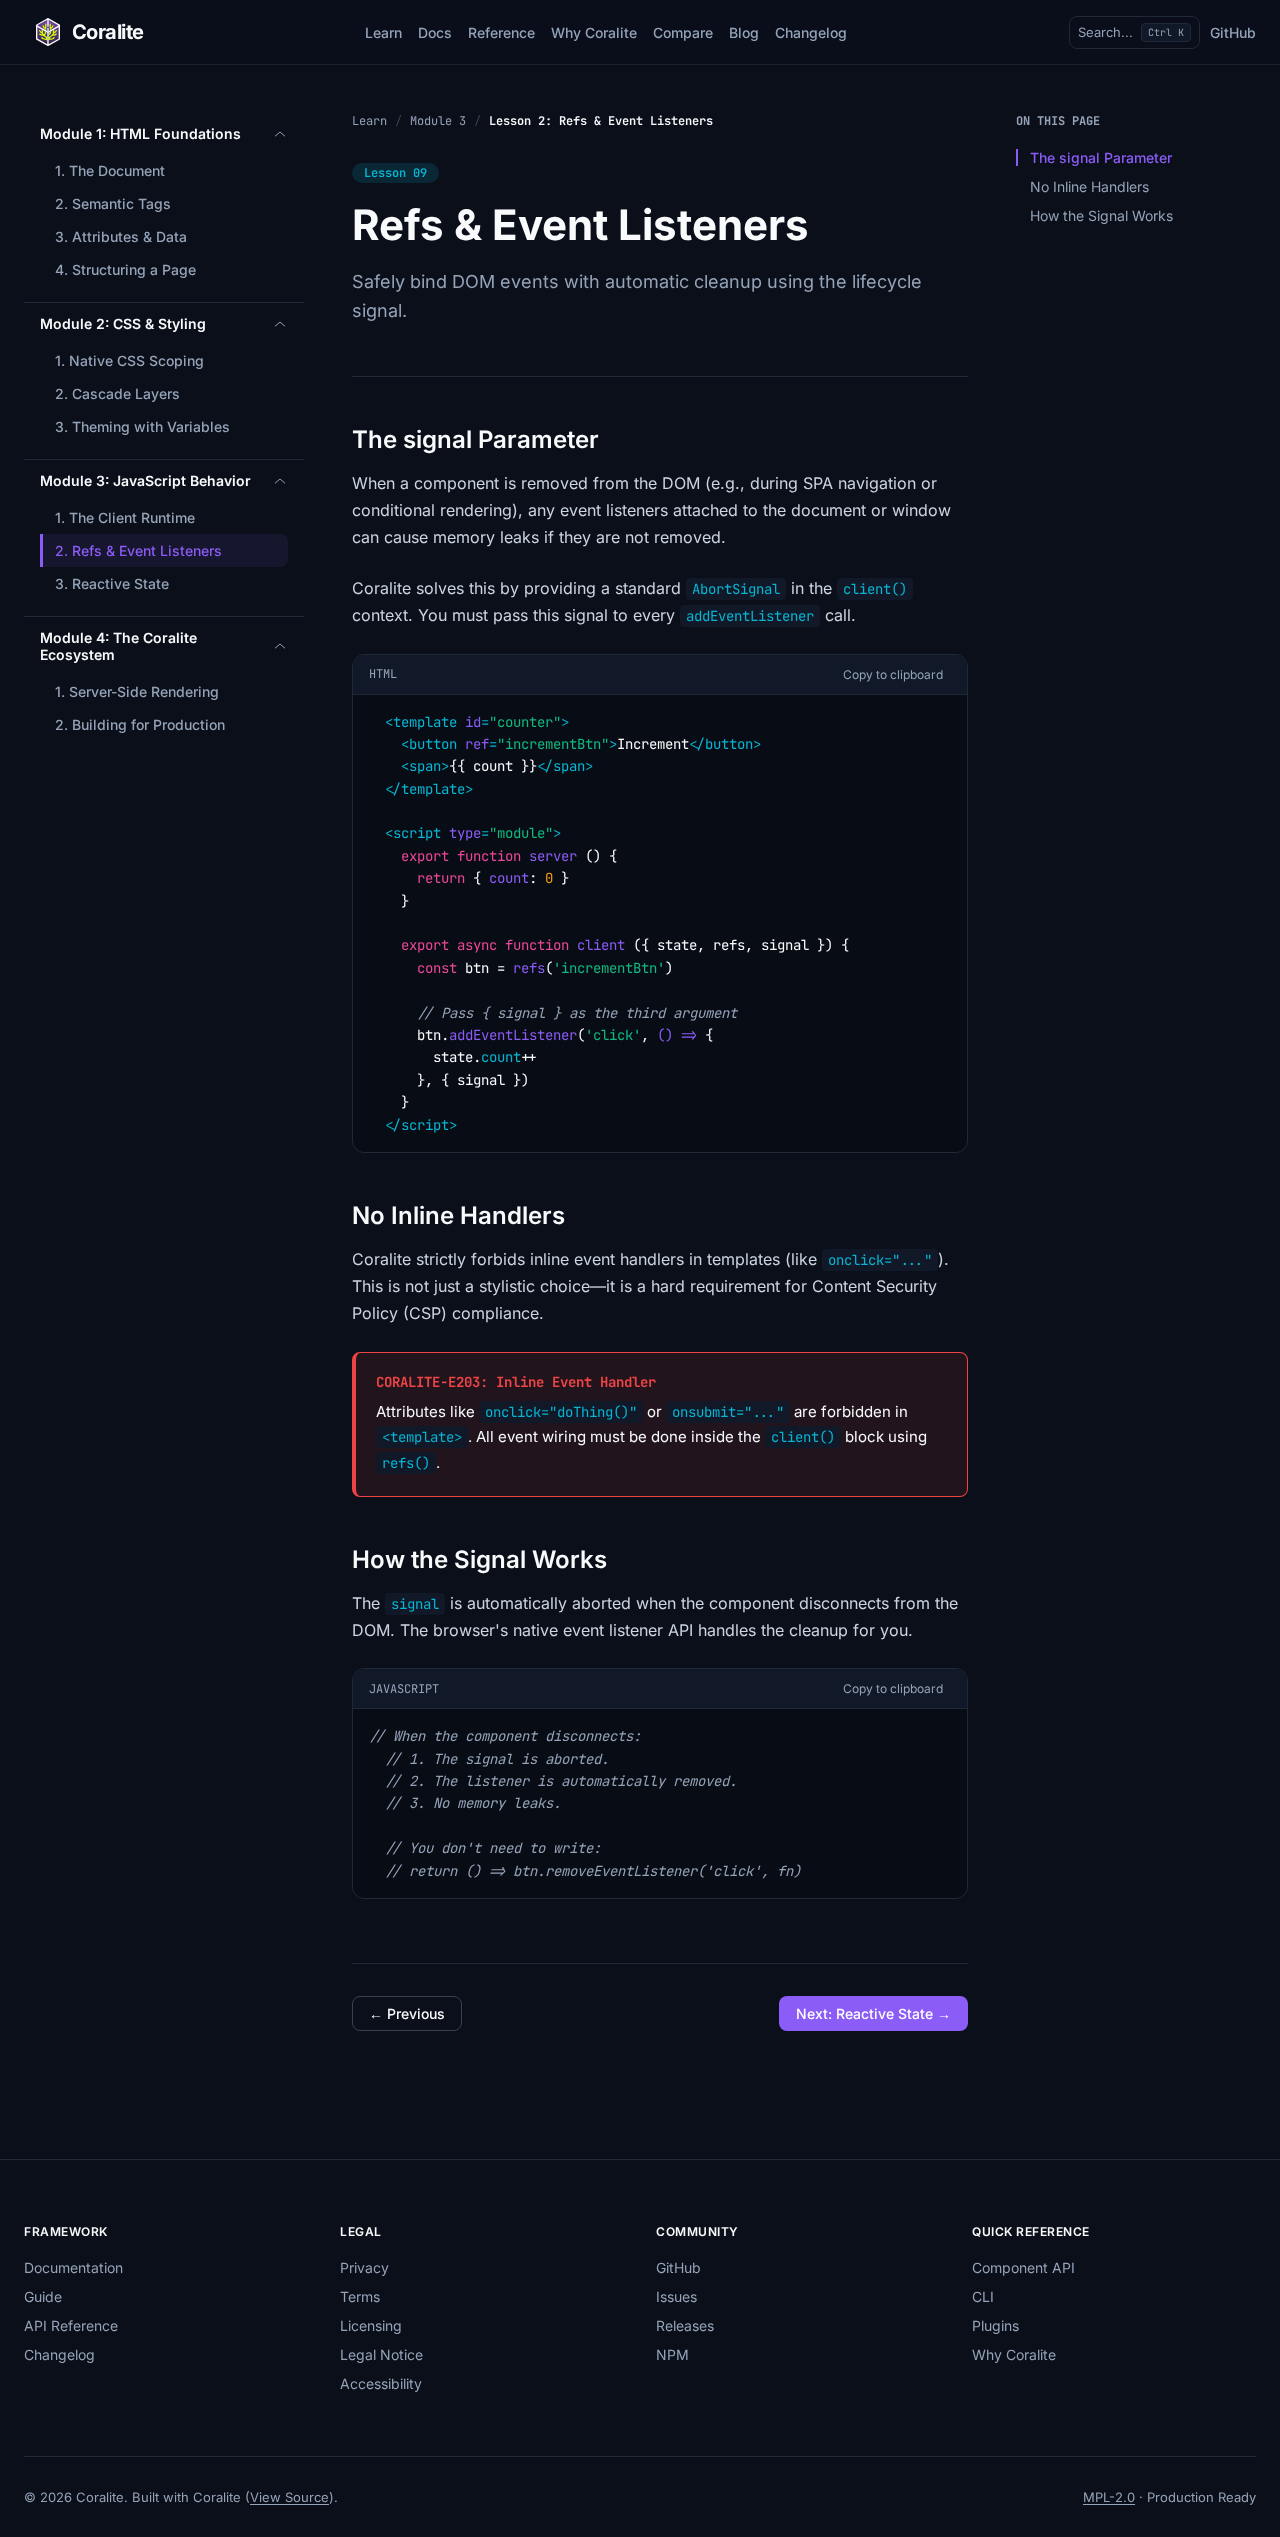 Coralite
Learn Docs Reference Why Coralite Compare Blog Changelog
Search... Ctrl K GitHub
Module 1: HTML Foundations
1. The Document
2. Semantic Tags
3. Attributes & Data
4. Structuring a Page
Module 2: CSS & Styling
1. Native CSS Scoping
2. Cascade Layers
3. Theming with Variables
Module 3: JavaScript Behavior
1. The Client Runtime
2. Refs & Event Listeners
3. Reactive State
Module 4: The Coralite
Ecosystem
1. Server-Side Rendering
2. Building for Production
Learn / Module 3 / Lesson 2: Refs & Event Listeners
Lesson 09
Refs & Event Listeners
Safely bind DOM events with automatic cleanup using the lifecycle
signal.
The signal Parameter
When a component is removed from the DOM (e.g., during SPA navigation or
conditional rendering), any event listeners attached to the document or window
can cause memory leaks if they are not removed.
Coralite solves this by providing a standard AbortSignal in the client()
context. You must pass this signal to every addEventListener call.
HTML Copy to clipboard
<template id="counter">
<button ref="incrementBtn">Increment</button>
<span>{{ count }}</span>
</template>
<script type="module">
export function server () {
return { count: 0 }
}
export async function client ({ state, refs, signal }) {
const btn = refs('incrementBtn')
// Pass { signal } as the third argument
btn.addEventListener('click', () => {
state.count++
}, { signal })
}
</script>
No Inline Handlers
Coralite strictly forbids inline event handlers in templates (like onclick="..." ).
This is not just a stylistic choice—it is a hard requirement for Content Security
Policy (CSP) compliance.
CORALITE-E203: Inline Event Handler
Attributes like onclick="doThing()" or onsubmit="..." are forbidden in
<template> . All event wiring must be done inside the client() block using
refs() .
How the Signal Works
The signal is automatically aborted when the component disconnects from the
DOM. The browser's native event listener API handles the cleanup for you.
JAVASCRIPT Copy to clipboard
// When the component disconnects:
// 1. The signal is aborted.
// 2. The listener is automatically removed.
// 3. No memory leaks.
// You don't need to write:
// return () => btn.removeEventListener('click', fn)
← Previous
Next: Reactive State →
ON THIS PAGE
The signal Parameter
No Inline Handlers
How the Signal Works
FRAMEWORK
Documentation
Guide
API Reference
Changelog
LEGAL
Privacy
Terms
Licensing
Legal Notice
Accessibility
COMMUNITY
GitHub
Issues
Releases
NPM
QUICK REFERENCE
Component API
CLI
Plugins
Why Coralite
© 2026 Coralite. Built with Coralite (View Source).
MPL-2.0 · Production Ready